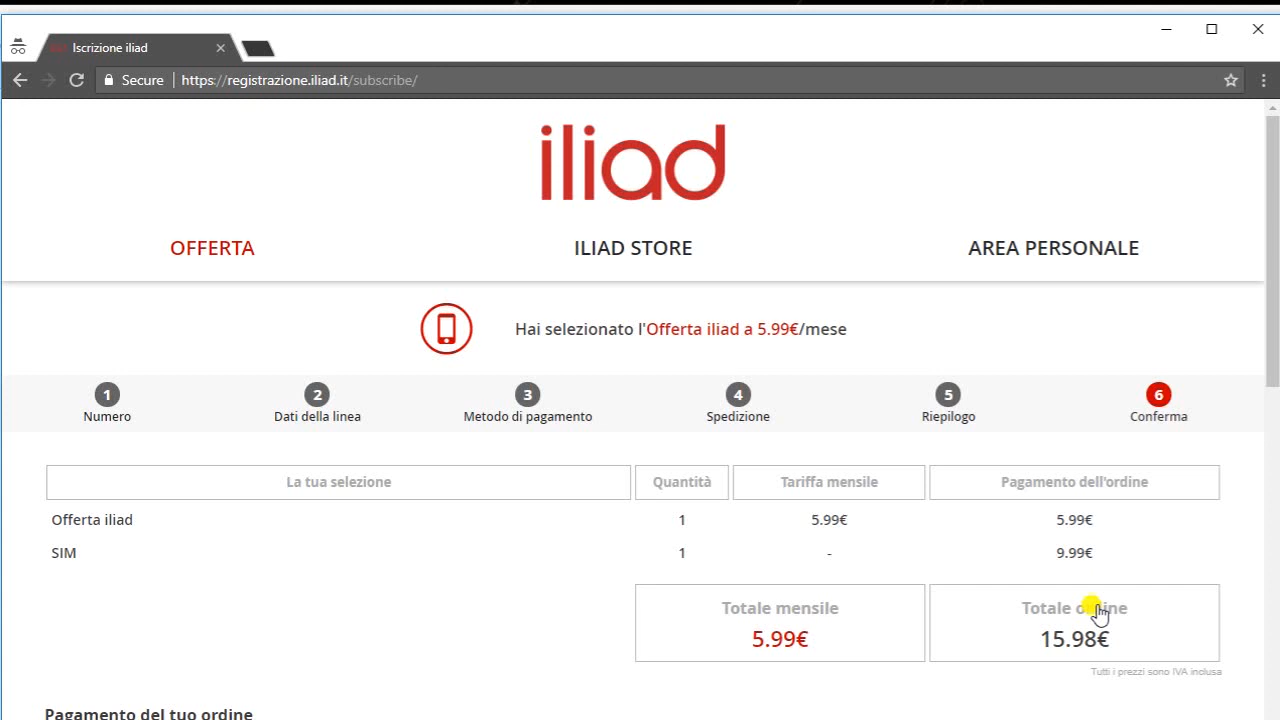 Iscrizione iliad
Secure https://registrazione.iliad.it/subscribe/
iliad
OFFERTA ILIAD STORE AREA PERSONALE
Hai selezionato l'Offerta iliad a 5.99€/mese
1 2 3 4 5 6
Numero Dati della linea Metodo di pagamento Spedizione Riepilogo Conferma
La tua selezione Quantità Tariffa mensile Pagamento dell'ordine
Offerta iliad 1 5.99€ 5.99€
SIM 1 - 9.99€
Totale mensile Totale ordine
5.99€ 15.98€
Tutti i prezzi sono IVA inclusa
Pagamento del tuo ordine